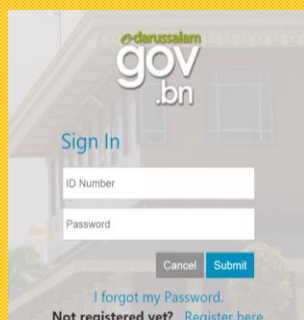 e-darussalam
gov
.bn
Sign In
ID Number
Password
Cancel Submit
I forgot my Password.
Not registered yet? Register here